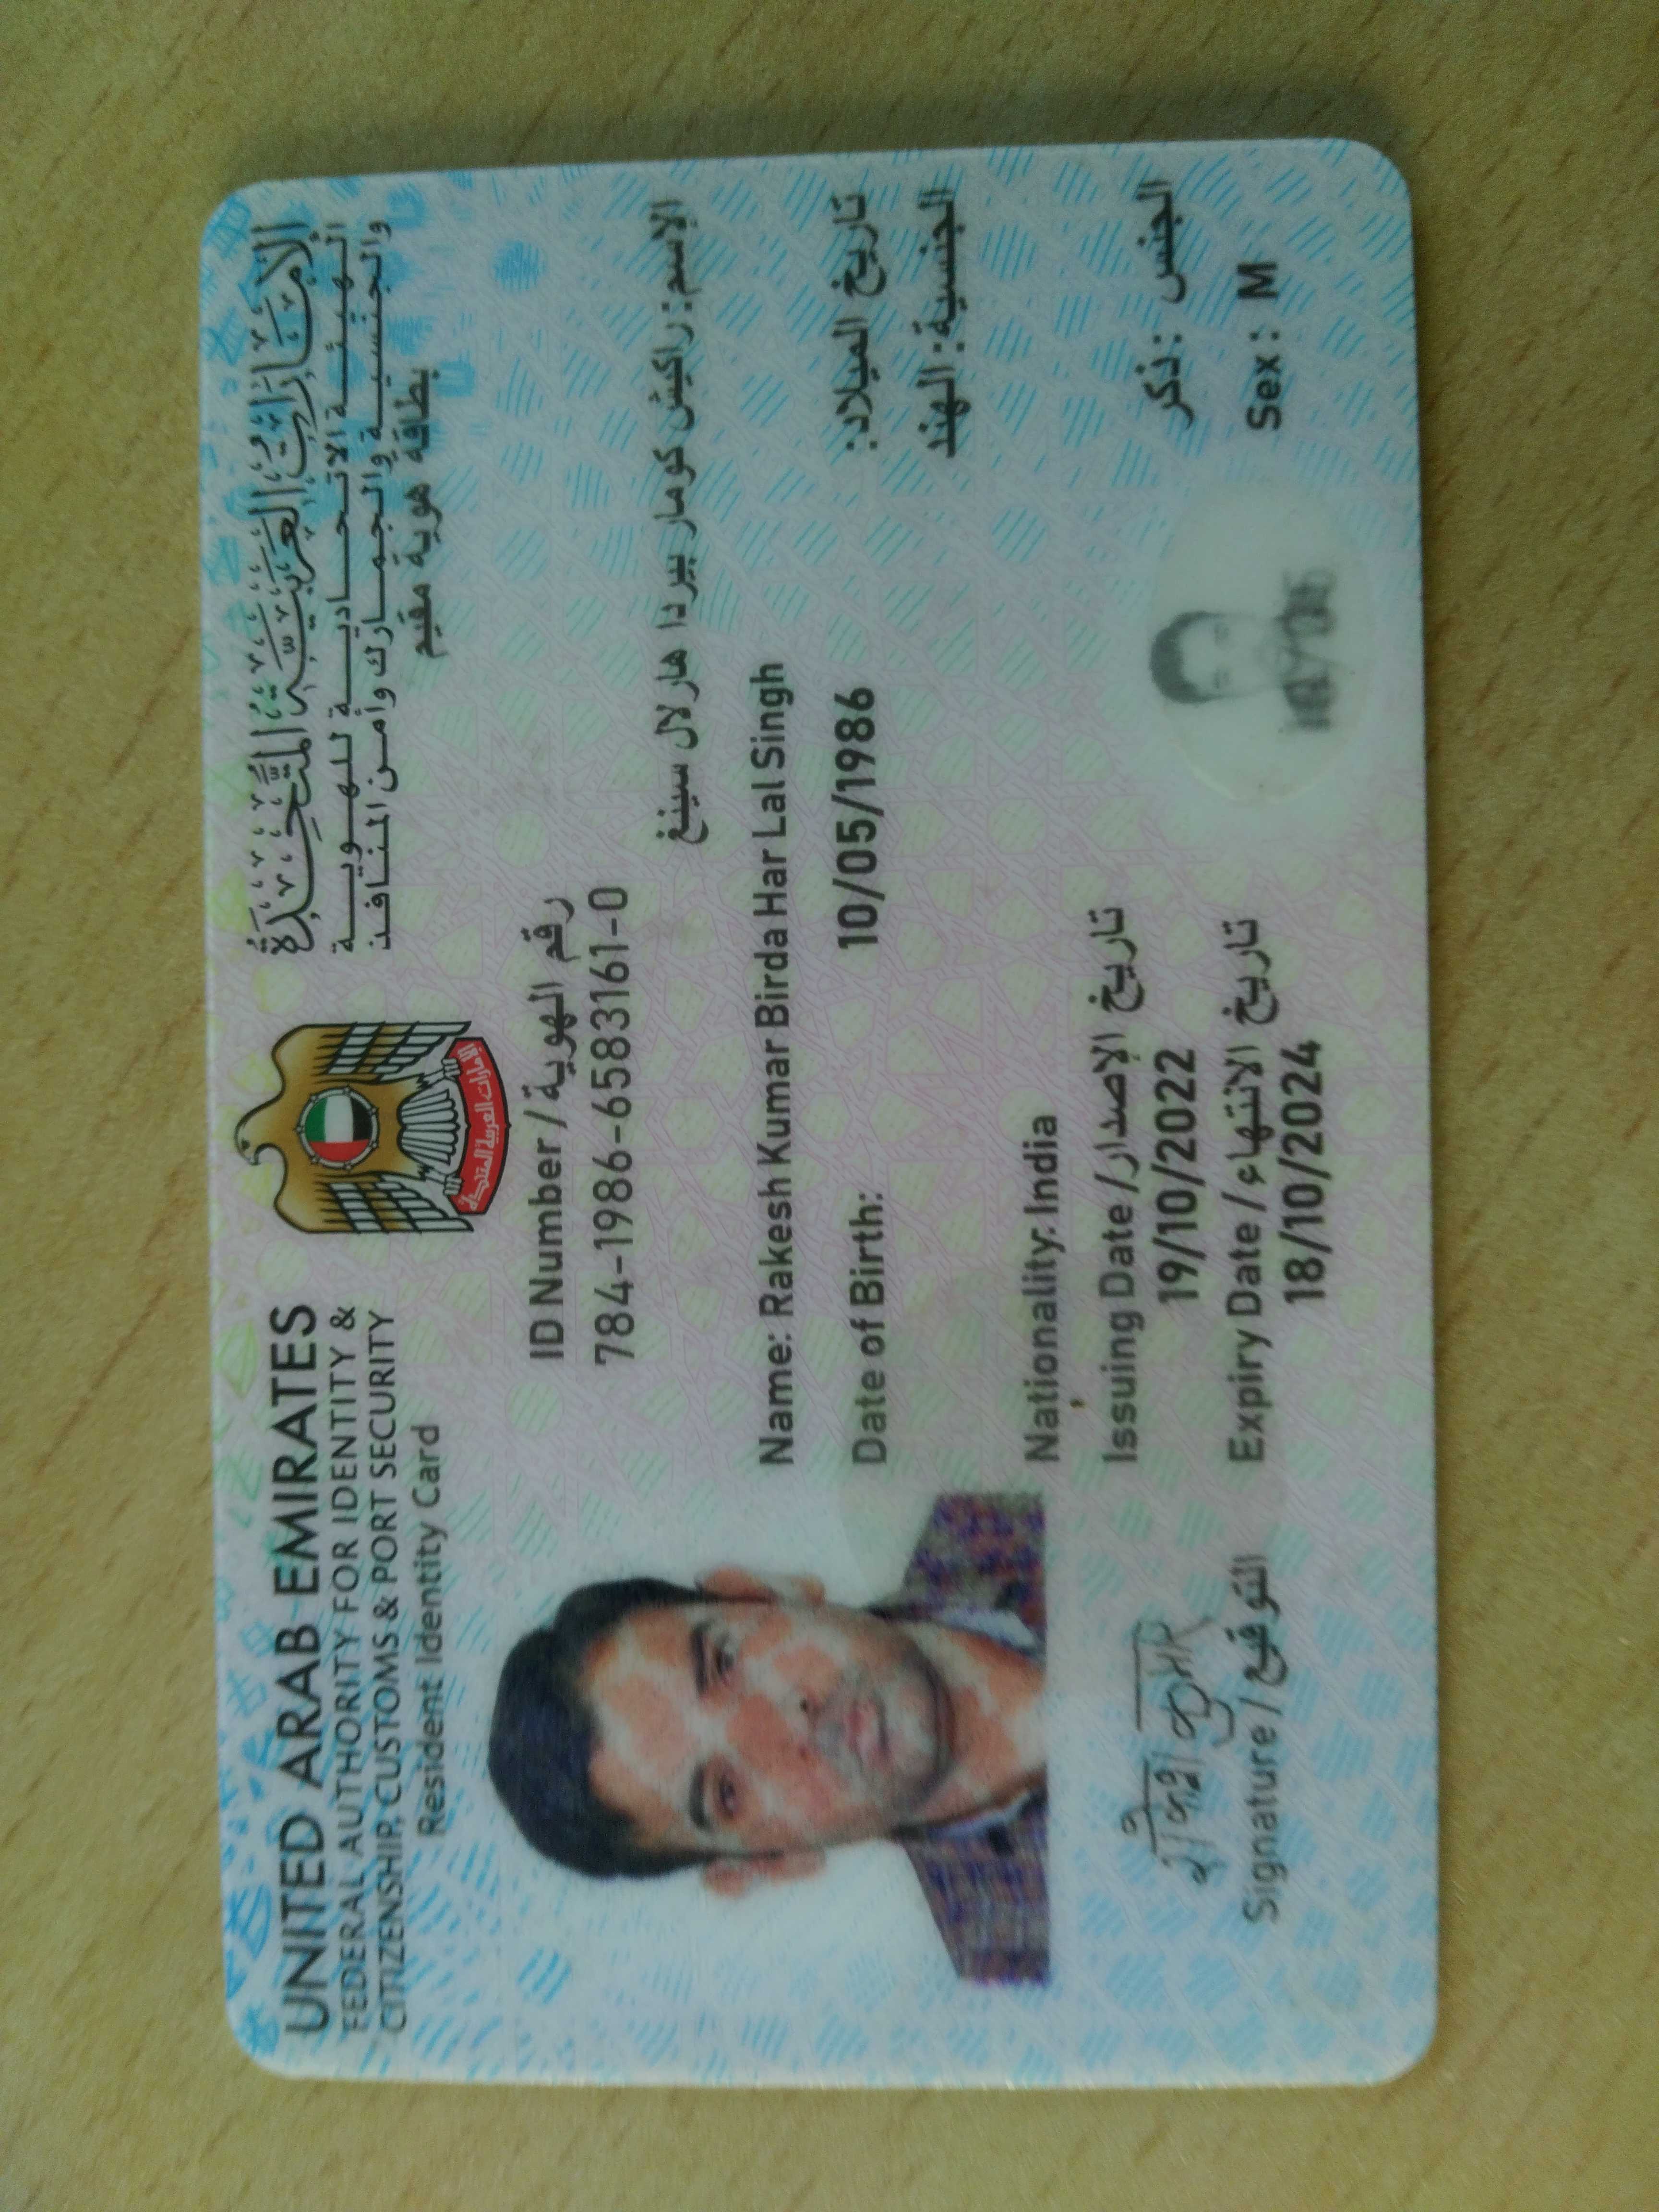 UNITED ARAB EMIRATES
FEDERAL AUTHORITY FOR IDENTITY &
CITIZENSHIP, CUSTOMS & PORT SECURITY
Resident Identity Card
الإمارات العربية المتحدة
الهيئة الاتحادية للهوية
والجنسية والجمارك وأمن المنافذ
بطاقة هوية مقيم
الإمارات العربية المتحدة
ID Number / رقم الهوية
784-1986-6583161-0
الإسم: راكيش كومار بيردا هار لال سينغ
Name: Rakesh Kumar Birda Har Lal Singh
Date of Birth: 10/05/1986 تاريخ الميلاد:
الجنسية: الهند
Nationality: India
Issuing Date / تاريخ الإصدار
19/10/2022
الجنس : ذكر
Expiry Date / تاريخ الانتهاء
18/10/2024
Sex : M
कुमार
Signature / التوقيع